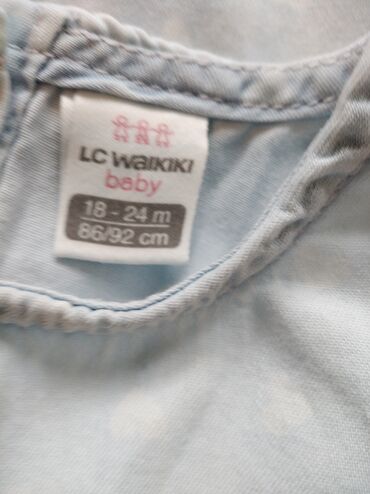 LC WAIKIKI
baby
18 - 24 m
86/92 cm